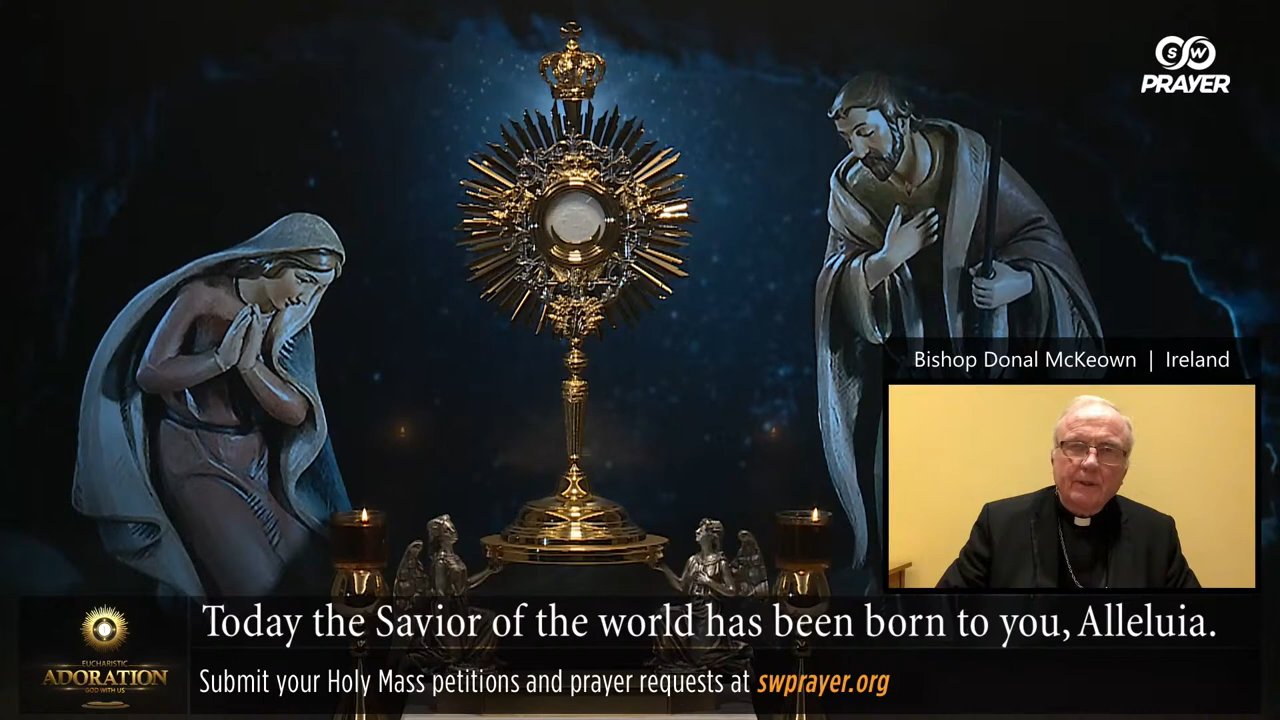 SW
PRAYER
Bishop Donal McKeown | Ireland
Today the Savior of the world has been born to you, Alleluia.
EUCHARISTIC
ADORATION
GOD WITH US
Submit your Holy Mass petitions and prayer requests at swprayer.org